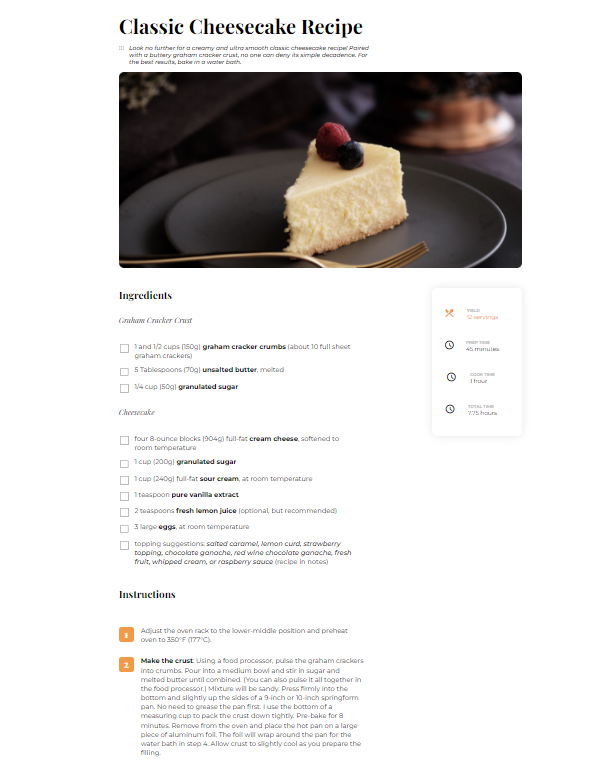 Classic Cheesecake Recipe
Look no further for a creamy and ultra smooth classic cheesecake recipe! Paired
with a buttery graham cracker crust, no one can deny its simple decadence. For
the best results, bake in a water bath.
Ingredients
Graham Cracker Crust
1 and 1/2 cups (150g) graham cracker crumbs (about 10 full sheet
graham crackers)
5 Tablespoons (70g) unsalted butter, melted
1/4 cup (50g) granulated sugar
Cheesecake
four 8-ounce blocks (904g) full-fat cream cheese, softened to
room temperature
1 cup (200g) granulated sugar
1 cup (240g) full-fat sour cream, at room temperature
1 teaspoon pure vanilla extract
2 teaspoons fresh lemon juice (optional, but recommended)
3 large eggs, at room temperature
topping suggestions: salted caramel, lemon curd, strawberry
topping, chocolate ganache, red wine chocolate ganache, fresh
fruit, whipped cream, or raspberry sauce (recipe in notes)
YIELD
12 servings
PREP TIME
45 minutes
COOK TIME
1 hour
TOTAL TIME
7.75 hours
Instructions
1 Adjust the oven rack to the lower-middle position and preheat
oven to 350°F (177°C).
2 Make the crust: Using a food processor, pulse the graham crackers
into crumbs. Pour into a medium bowl and stir in sugar and
melted butter until combined. (You can also pulse it all together in
the food processor.) Mixture will be sandy. Press firmly into the
bottom and slightly up the sides of a 9-inch or 10-inch springform
pan. No need to grease the pan first. I use the bottom of a
measuring cup to pack the crust down tightly. Pre-bake for 8
minutes. Remove from the oven and place the hot pan on a large
piece of aluminum foil. The foil will wrap around the pan for the
water bath in step 4. Allow crust to slightly cool as you prepare the
filling.